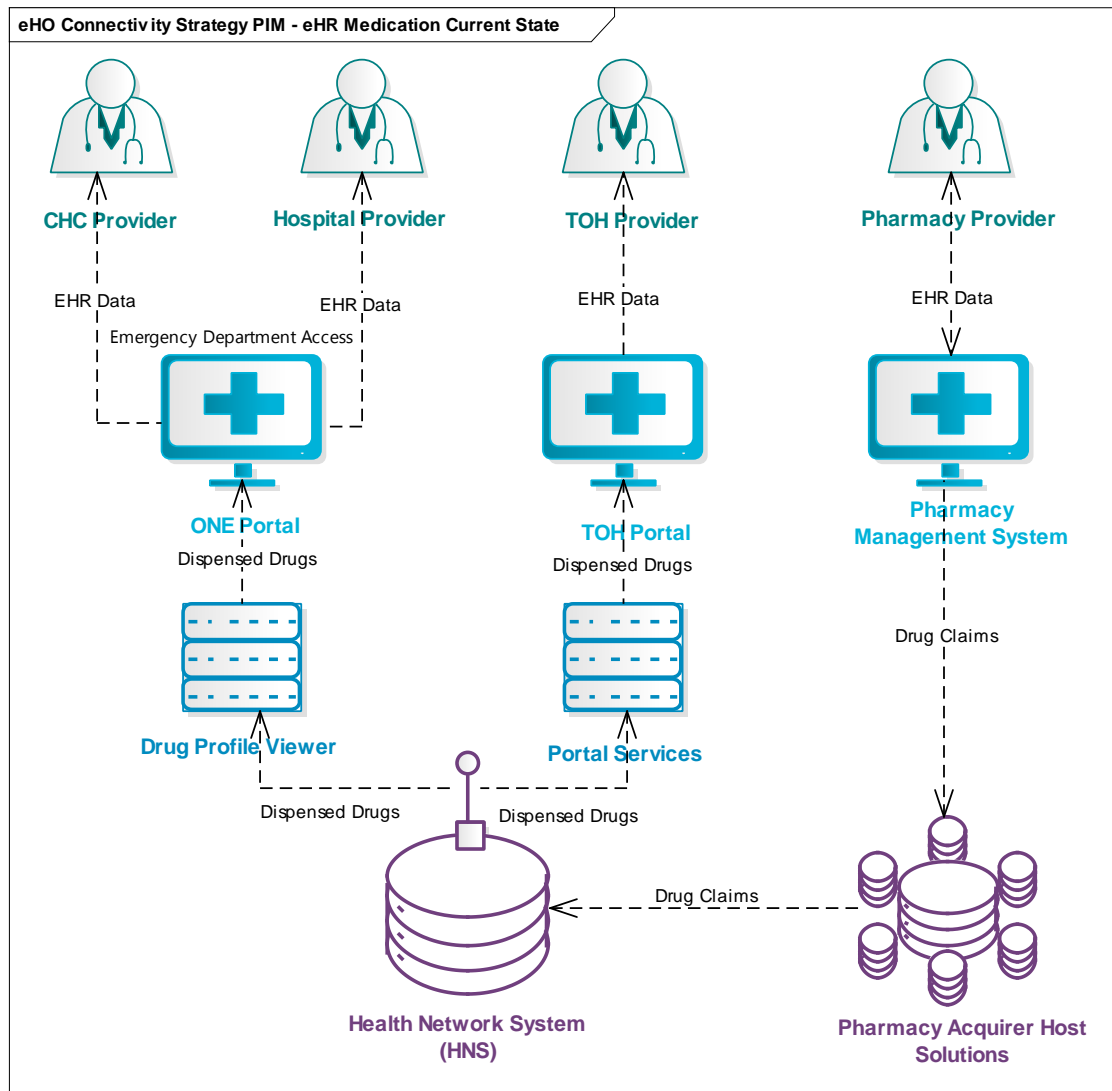 eHO Connectivity Strategy PIM - eHR Medication Current State
CHC Provider
Hospital Provider
TOH Provider
Pharmacy Provider
EHR Data
EHR Data
EHR Data
EHR Data
Emergency Department Access
ONE Portal
TOH Portal
Pharmacy
Management System
Dispensed Drugs
Dispensed Drugs
Drug Claims
Drug Profile Viewer
Portal Services
Dispensed Drugs
Dispensed Drugs
Drug Claims
Health Network System
(HNS)
Pharmacy Acquirer Host
Solutions